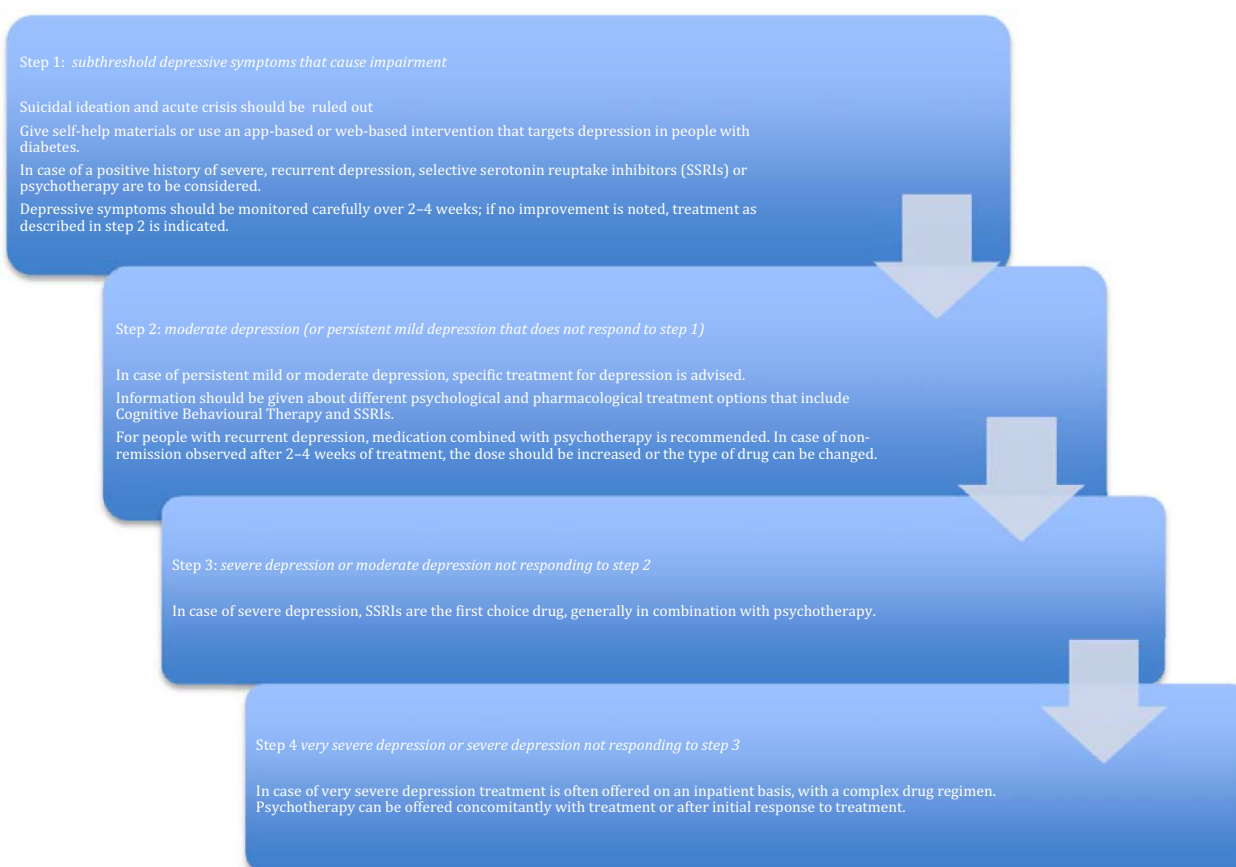 Step 1: subthreshold depressive symptoms that cause impairment
Suicidal ideation and acute crisis should be ruled out
Give self-help materials or use an app-based or web-based intervention that targets depression in people with
diabetes.
In case of a positive history of severe, recurrent depression, selective serotonin reuptake inhibitors (SSRIs) or
psychotherapy are to be considered.
Depressive symptoms should be monitored carefully over 2–4 weeks; if no improvement is noted, treatment as
described in step 2 is indicated.
Step 2: moderate depression (or persistent mild depression that does not respond to step 1)
In case of persistent mild or moderate depression, specific treatment for depression is advised.
Information should be given about different psychological and pharmacological treatment options that include
Cognitive Behavioural Therapy and SSRIs.
For people with recurrent depression, medication combined with psychotherapy is recommended. In case of non-
remission observed after 2–4 weeks of treatment, the dose should be increased or the type of drug can be changed.
Step 3: severe depression or moderate depression not responding to step 2
In case of severe depression, SSRIs are the first choice drug, generally in combination with psychotherapy.
Step 4 very severe depression or severe depression not responding to step 3
In case of very severe depression treatment is often offered on an inpatient basis, with a complex drug regimen.
Psychotherapy can be offered concomitantly with treatment or after initial response to treatment.